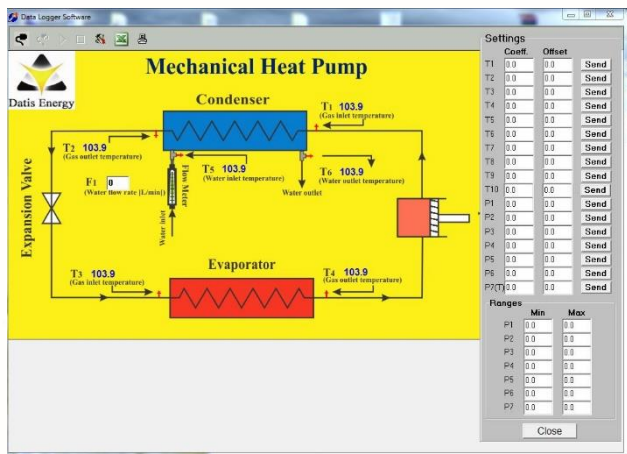 Data Logger Software
Datis Energy
Mechanical Heat Pump
Condenser
T1 103.9
(Gas inlet temperature)
T2 103.9
(Gas outlet temperature)
T5 103.9
(Water inlet temperature)
T6 103.9
(Water outlet temperature)
F1 0
(Water flow rate [L/min])
Flow Meter
Water outlet
Water inlet
Expansion Valve
Evaporator
T3 103.9
(Gas inlet temperature)
T4 103.9
(Gas outlet temperature)
Settings
Coeff. Offset
T1 0.0 0.0 Send
T2 0.0 0.0 Send
T3 0.0 0.0 Send
T4 0.0 0.0 Send
T5 0.0 0.0 Send
T6 0.0 0.0 Send
T7 0.0 0.0 Send
T8 0.0 0.0 Send
T9 0.0 0.0 Send
T10 0.0 0.0 Send
P1 0.0 0.0 Send
P2 0.0 0.0 Send
P3 0.0 0.0 Send
P4 0.0 0.0 Send
P5 0.0 0.0 Send
P6 0.0 0.0 Send
P7(T) 0.0 0.0 Send
Ranges
Min Max
P1 0.0 0.0
P2 0.0 0.0
P3 0.0 0.0
P4 0.0 0.0
P5 0.0 0.0
P6 0.0 0.0
P7 0.0 0.0
Close